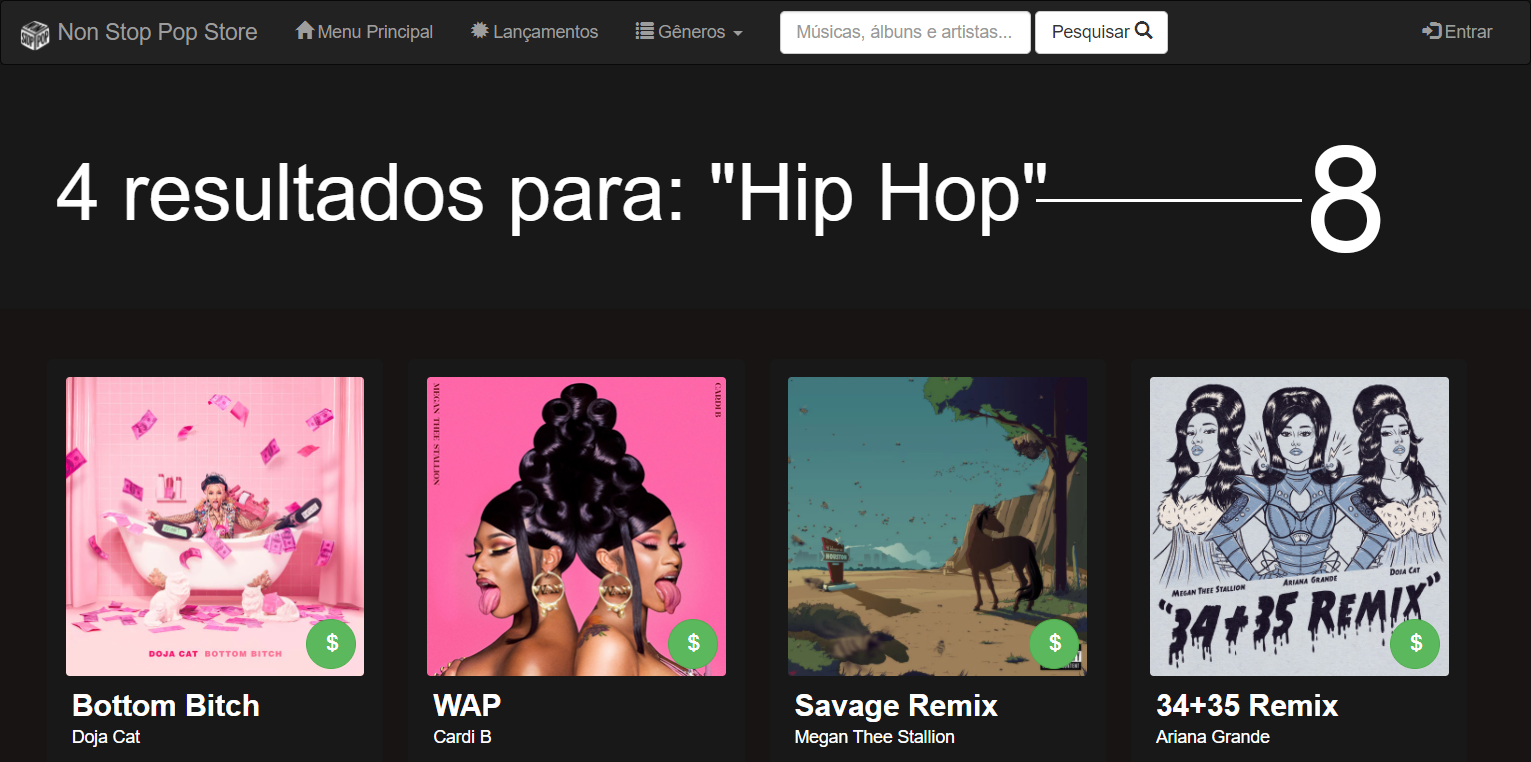 Non Stop Pop Store Menu Principal Lançamentos Gêneros Músicas, álbuns e artistas... Pesquisar Entrar
4 resultados para: "Hip Hop" 8
MEGAN THEE STALLION
CARDI B
HOUSTON
MEGAN THEE STALLION
ARIANA GRANDE
DOJA CAT
"34+35 REMIX"
DOJA CAT BOTTOM BITCH
$ $ $ $
Bottom Bitch WAP Savage Remix 34+35 Remix
Doja Cat Cardi B Megan Thee Stallion Ariana Grande